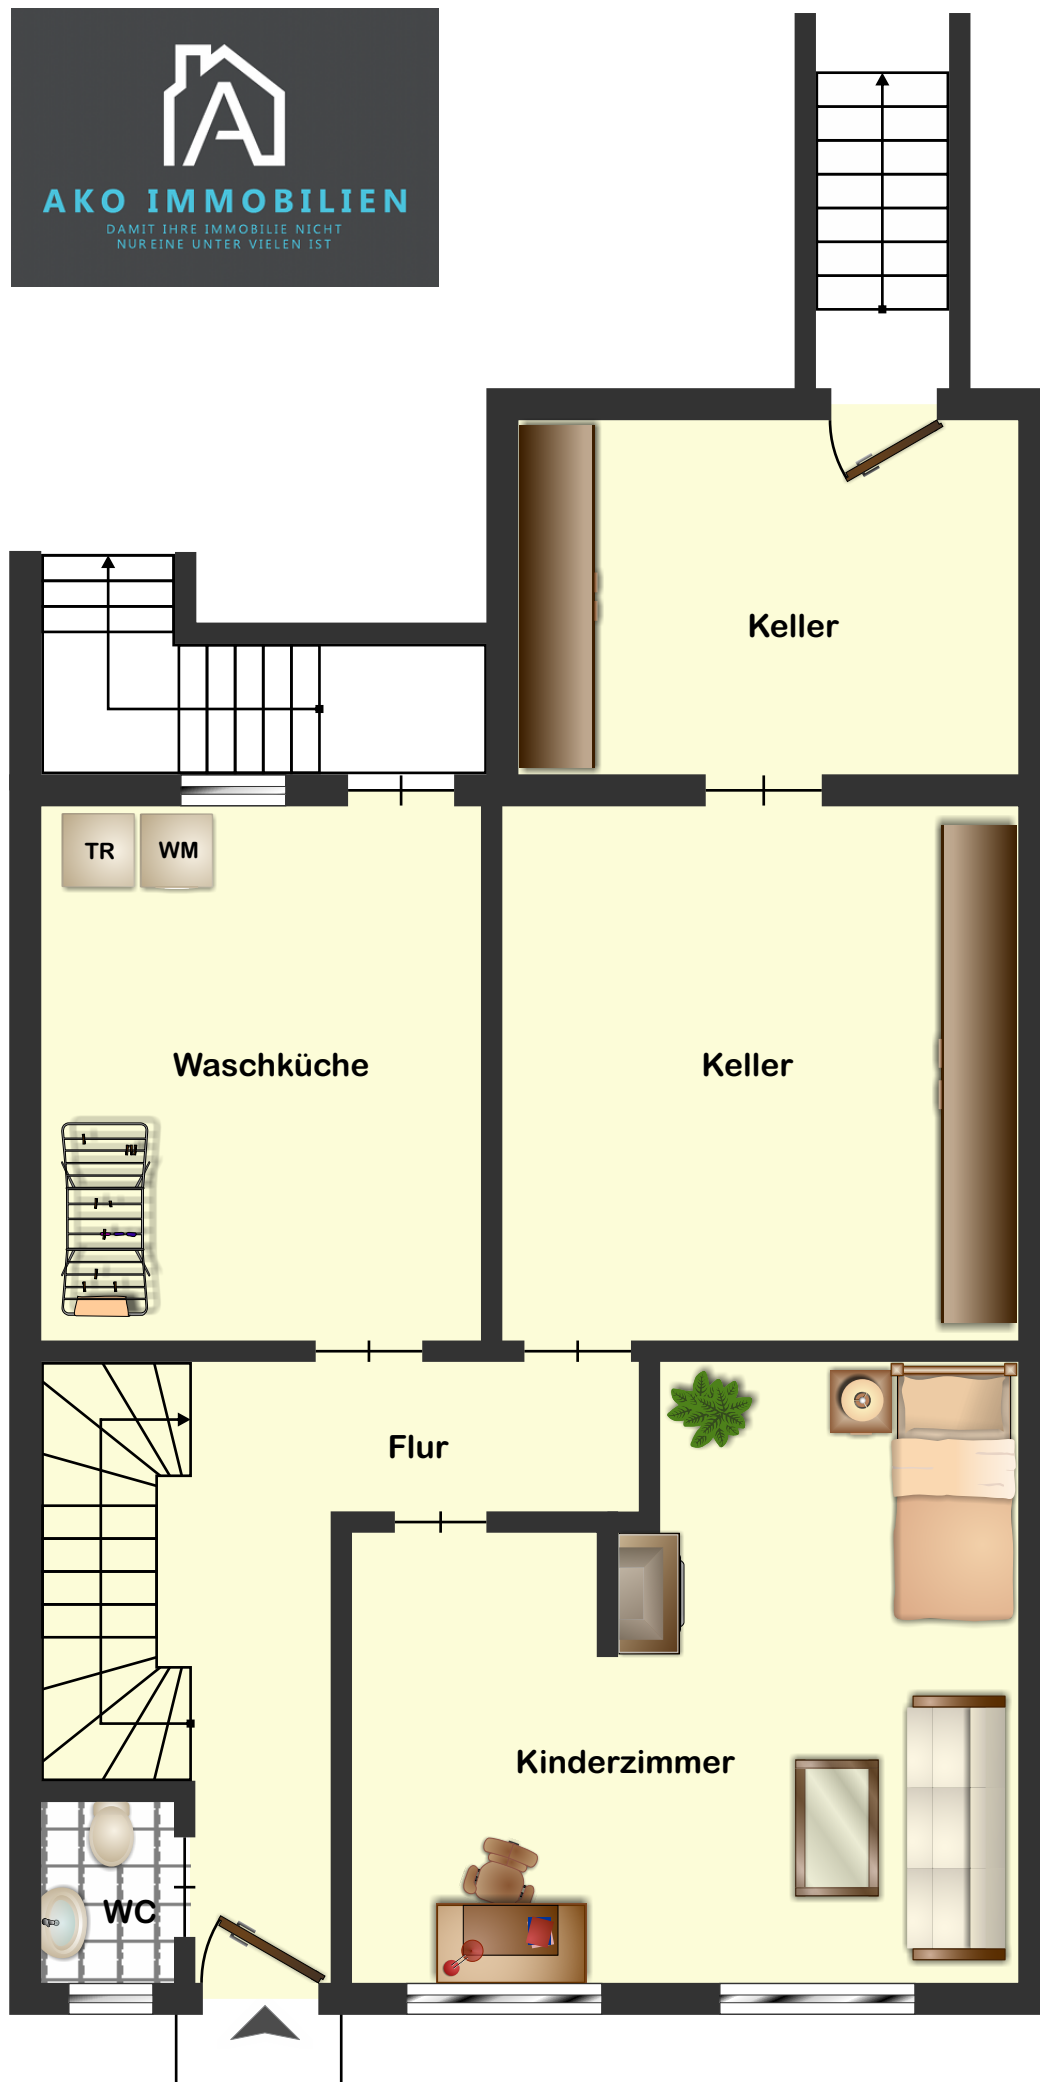 AKO IMMOBILIEN
DAMIT IHRE IMMOBILIE NICHT
NUR EINE UNTER VIELEN IST
Keller
TR
WM
Waschküche
Keller
Flur
Kinderzimmer
WC